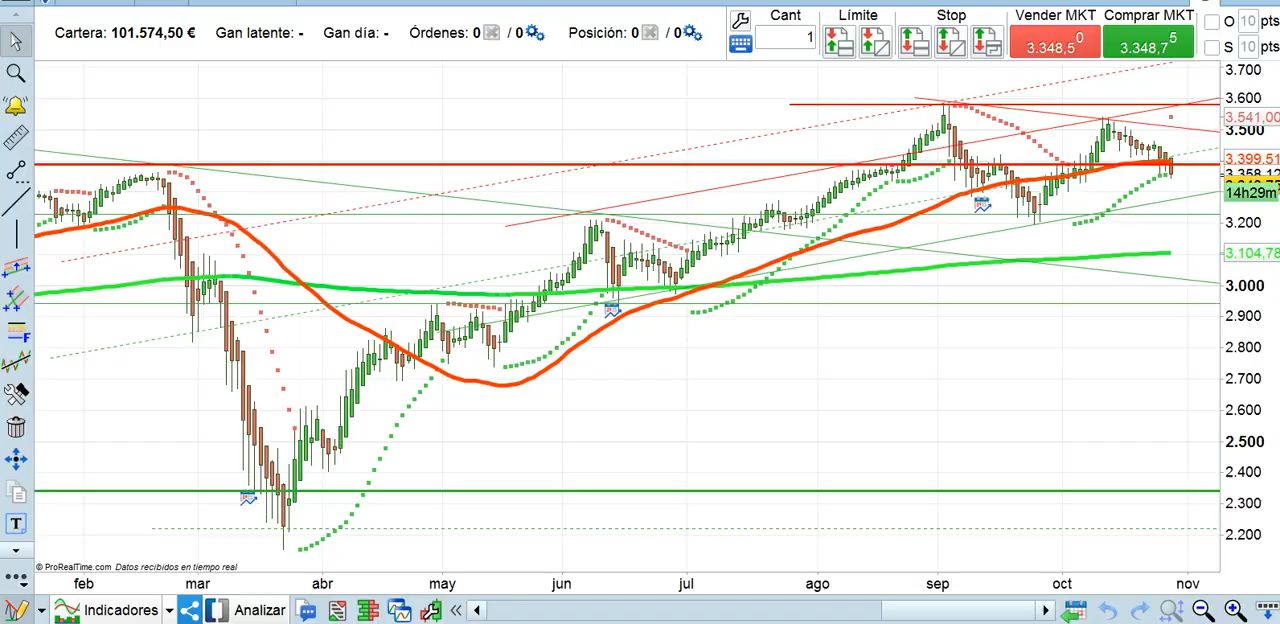 Cartera: 101.574,50 € Gan latente: - Gan día: - Órdenes: 0 / 0 Posición: 0 / 0
Cant Límite Stop Vender MKT Comprar MKT
1 3.348,5 0 3.348,7 5
O 10 pts
S 10 pts
3.700
3.600
3.541,00
3.500
3.399,51
3.358,12
14h29m
3.200
3.104,78
3.000
2.900
2.800
2.700
2.600
2.500
2.400
2.300
2.200
F
T
© ProRealTime.com Datos recibidos en tiempo real
feb mar abr may jun jul ago sep oct nov
Indicadores Analizar